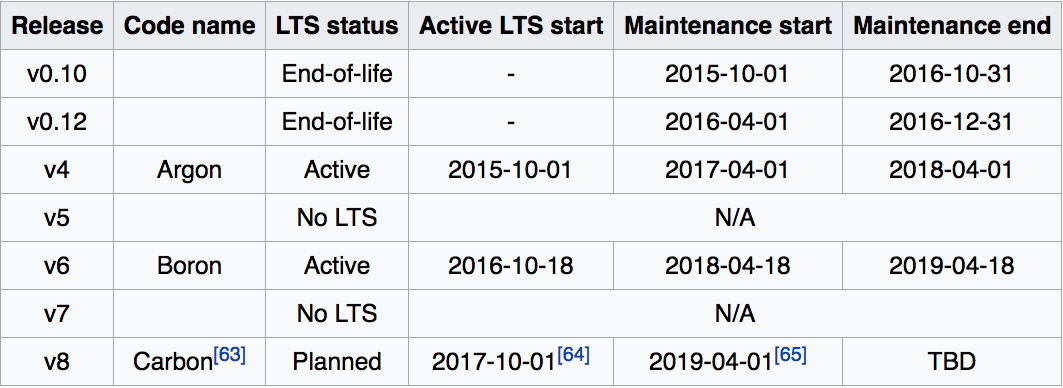 Release Code name LTS status Active LTS start Maintenance start Maintenance end
v0.10 End-of-life - 2015-10-01 2016-10-31
v0.12 End-of-life - 2016-04-01 2016-12-31
v4 Argon Active 2015-10-01 2017-04-01 2018-04-01
v5 No LTS N/A
v6 Boron Active 2016-10-18 2018-04-18 2019-04-18
v7 No LTS N/A
v8 Carbon[63] Planned 2017-10-01[64] 2019-04-01[65] TBD